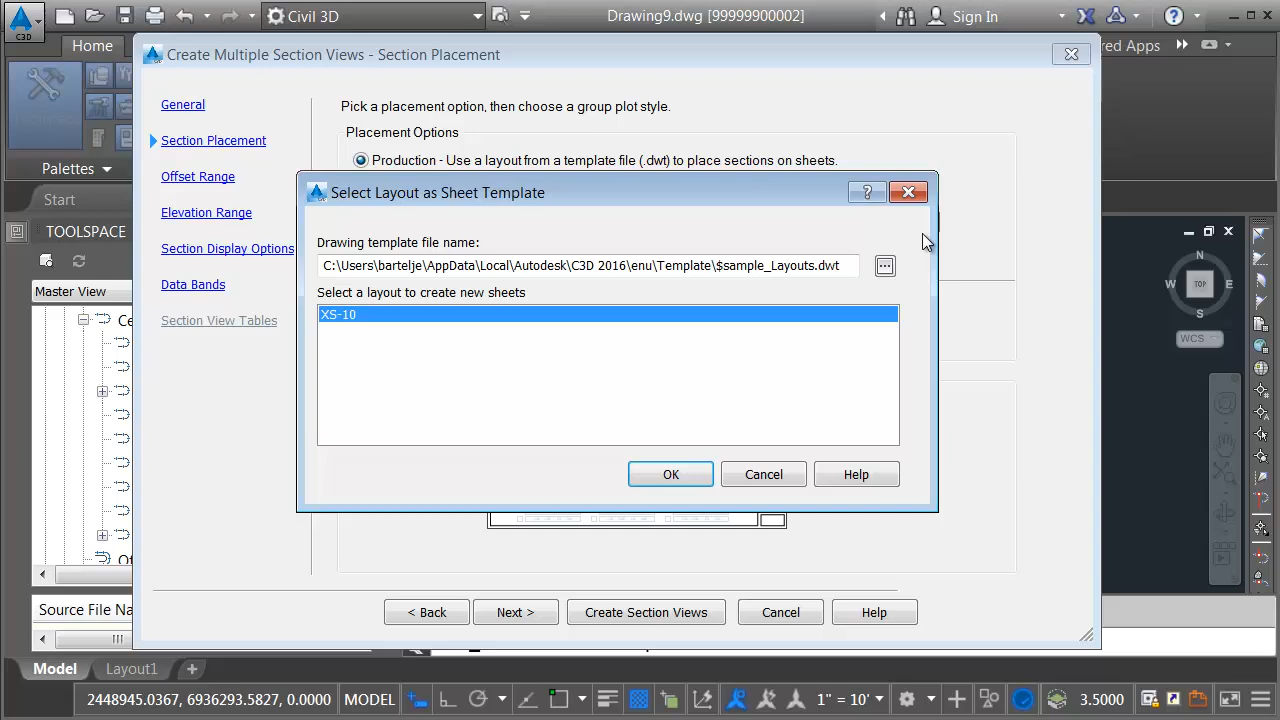 C3D
Civil 3D
Drawing9.dwg [99999900002]
Sign In
Home
Create Multiple Section Views - Section Placement
red Apps
Palettes
General
Section Placement
Offset Range
Elevation Range
Section Display Options
Data Bands
Section View Tables
Pick a placement option, then choose a group plot style.
Placement Options
Production - Use a layout from a template file (.dwt) to place sections on sheets.
Start
TOOLSPACE
Master View
Ce
Of
Source File Na
Select Layout as Sheet Template
?
Drawing template file name:
C:\Users\bartelje\AppData\Local\Autodesk\C3D 2016\enu\Template\$sample_Layouts.dwt
...
Select a layout to create new sheets
XS-10
OK
Cancel
Help
< Back
Next >
Create Section Views
Cancel
Help
N
W
TOP
E
S
WCS
Model
Layout1
+
2448945.0367, 6936293.5827, 0.0000
MODEL
1" = 10'
3.5000